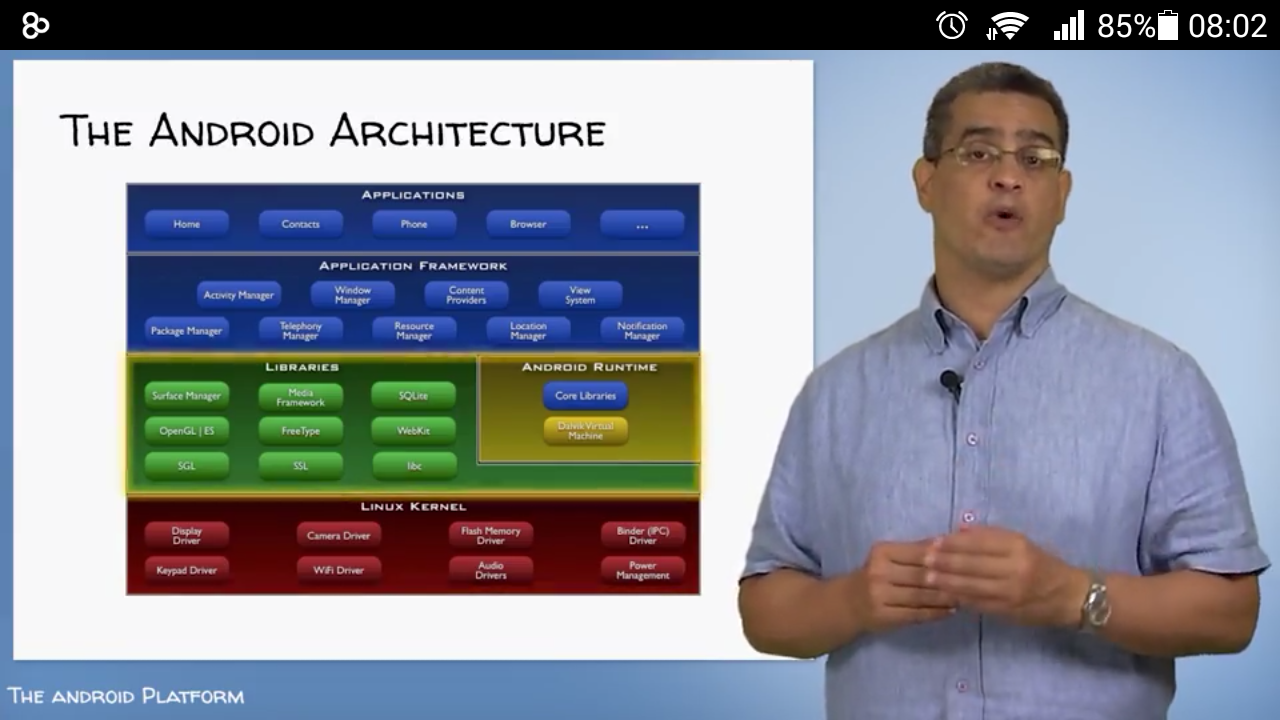 85% 08:02
THE ANDROID ARCHITECTURE
APPLICATIONS
Home Contacts Phone Browser ...
APPLICATION FRAMEWORK
Activity Manager
Window
Manager
Content
Providers
View
System
Package Manager
Telephony
Manager
Resource
Manager
Location
Manager
Notification
Manager
LIBRARIES
Surface Manager
Media
Framework
SQLite
OpenGL | ES FreeType WebKit
SGL SSL libc
ANDROID RUNTIME
Core Libraries
Dalvik Virtual
Machine
LINUX KERNEL
Display
Driver
Camera Driver
Flash Memory
Driver
Binder (IPC)
Driver
Keypad Driver
WiFi Driver
Audio
Drivers
Power
Management
THE ANDROID PLATFORM